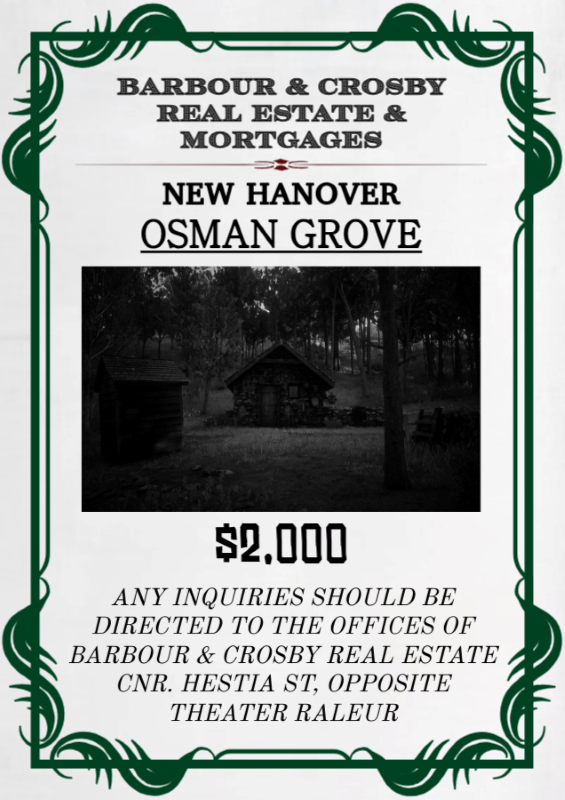 BARBOUR & CROSBY
REAL ESTATE &
MORTGAGES
NEW HANOVER
OSMAN GROVE
$2,000
ANY INQUIRIES SHOULD BE
DIRECTED TO THE OFFICES OF
BARBOUR & CROSBY REAL ESTATE
CNR. HESTIA ST, OPPOSITE
THEATER RALEUR